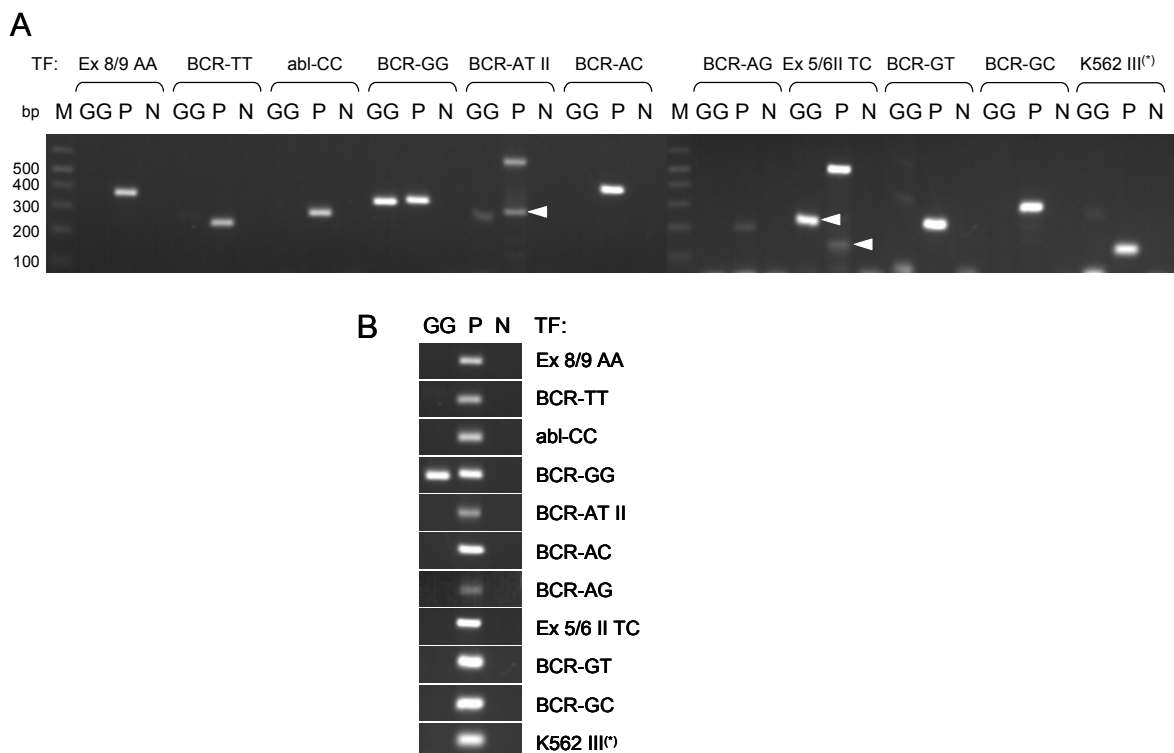 A
TF: Ex 8/9 AA BCR-TT abl-CC BCR-GG BCR-AT II BCR-AC BCR-AG Ex 5/6II TC BCR-GT BCR-GC K562 III(*)
bp M GG P N GG P N GG P N GG P N GG P N GG P N M GG P N GG P N GG P N GG P N GG P N
500
400
300
200
100
B GG P N TF:
Ex 8/9 AA
BCR-TT
abl-CC
BCR-GG
BCR-AT II
BCR-AC
BCR-AG
Ex 5/6 II TC
BCR-GT
BCR-GC
K562 III(*)